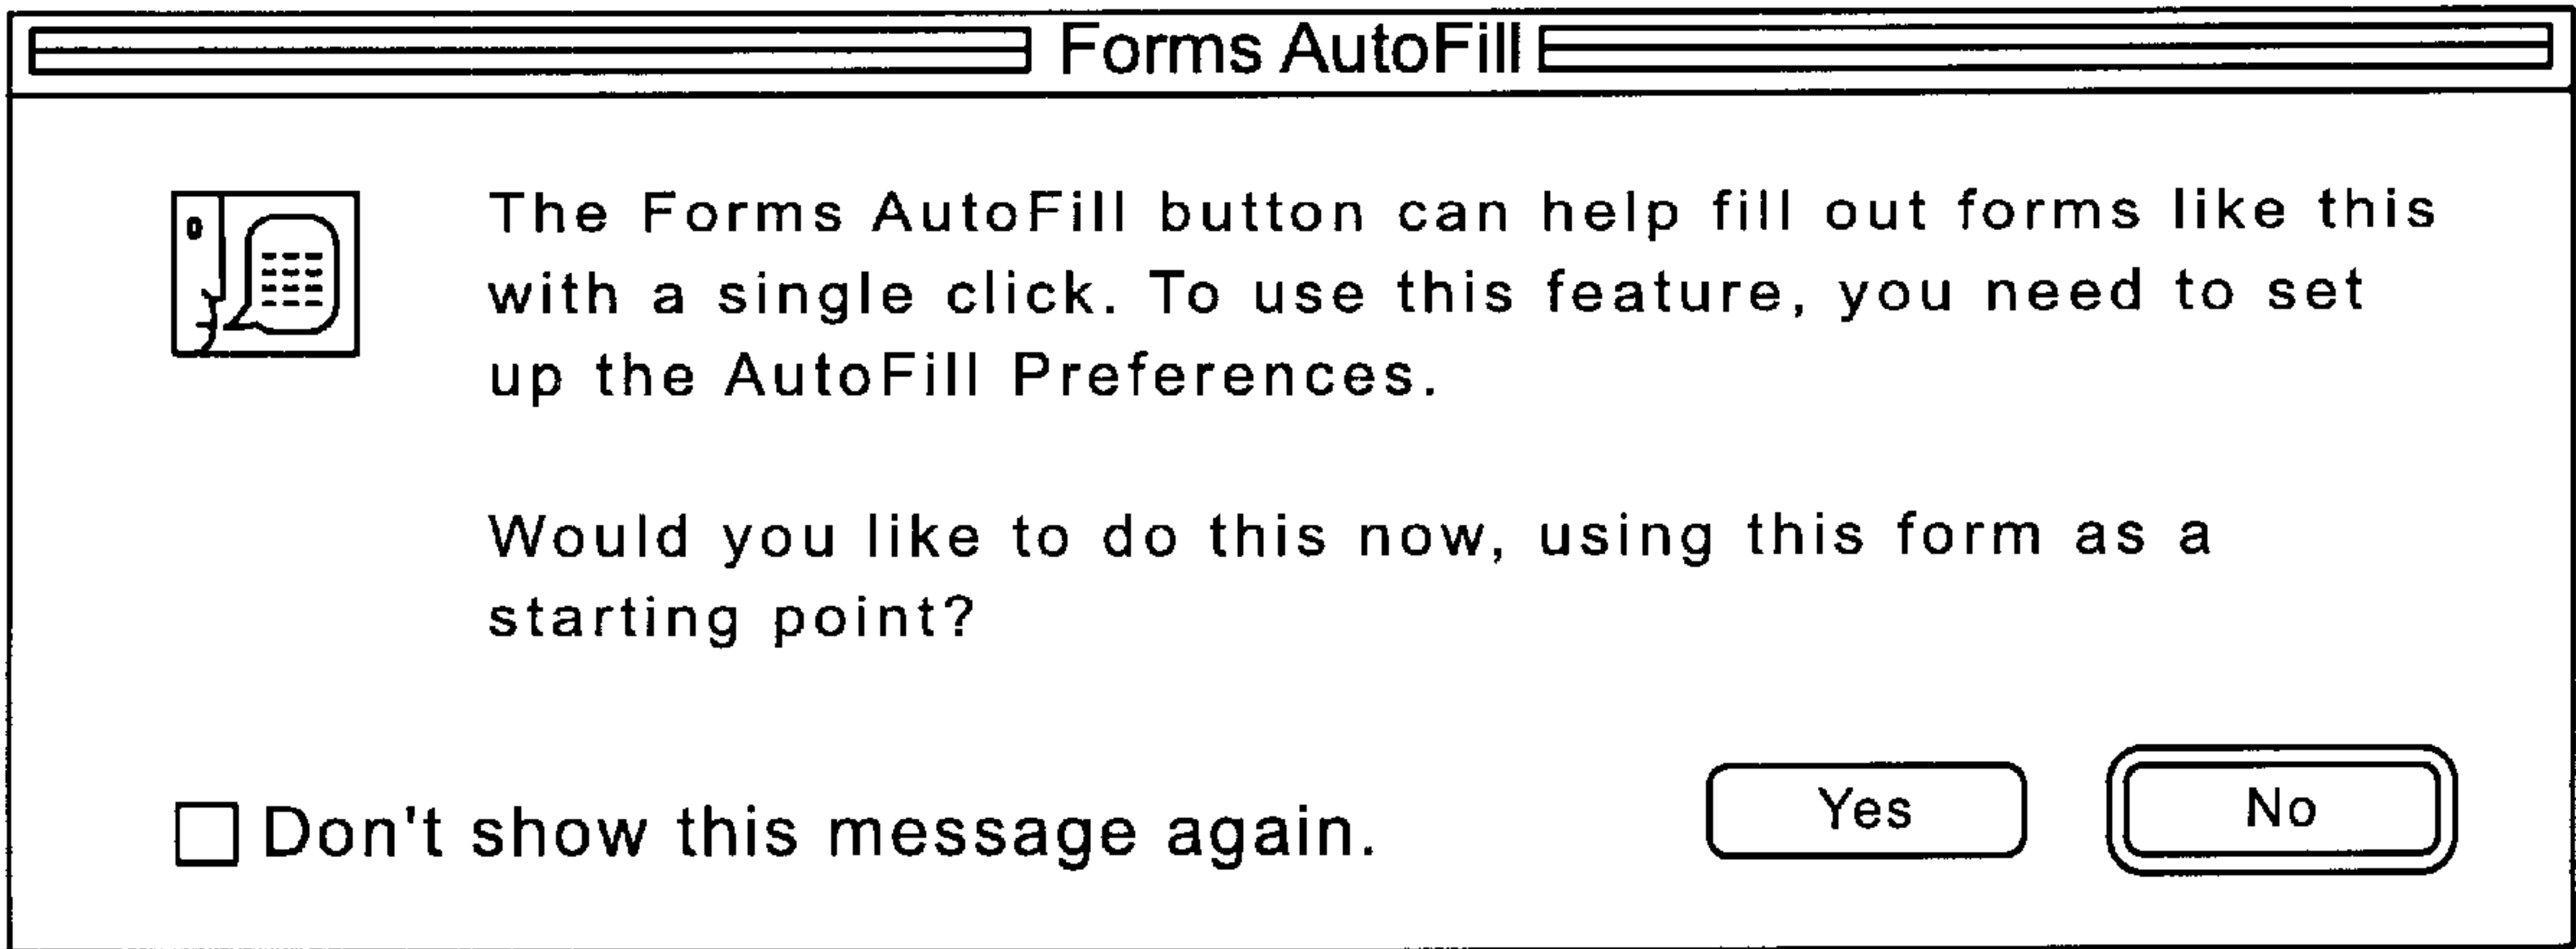 Forms AutoFill
The Forms AutoFill button can help fill out forms like this
with a single click. To use this feature, you need to set
up the AutoFill Preferences.
Would you like to do this now, using this form as a
starting point?
Don't show this message again.
Yes
No